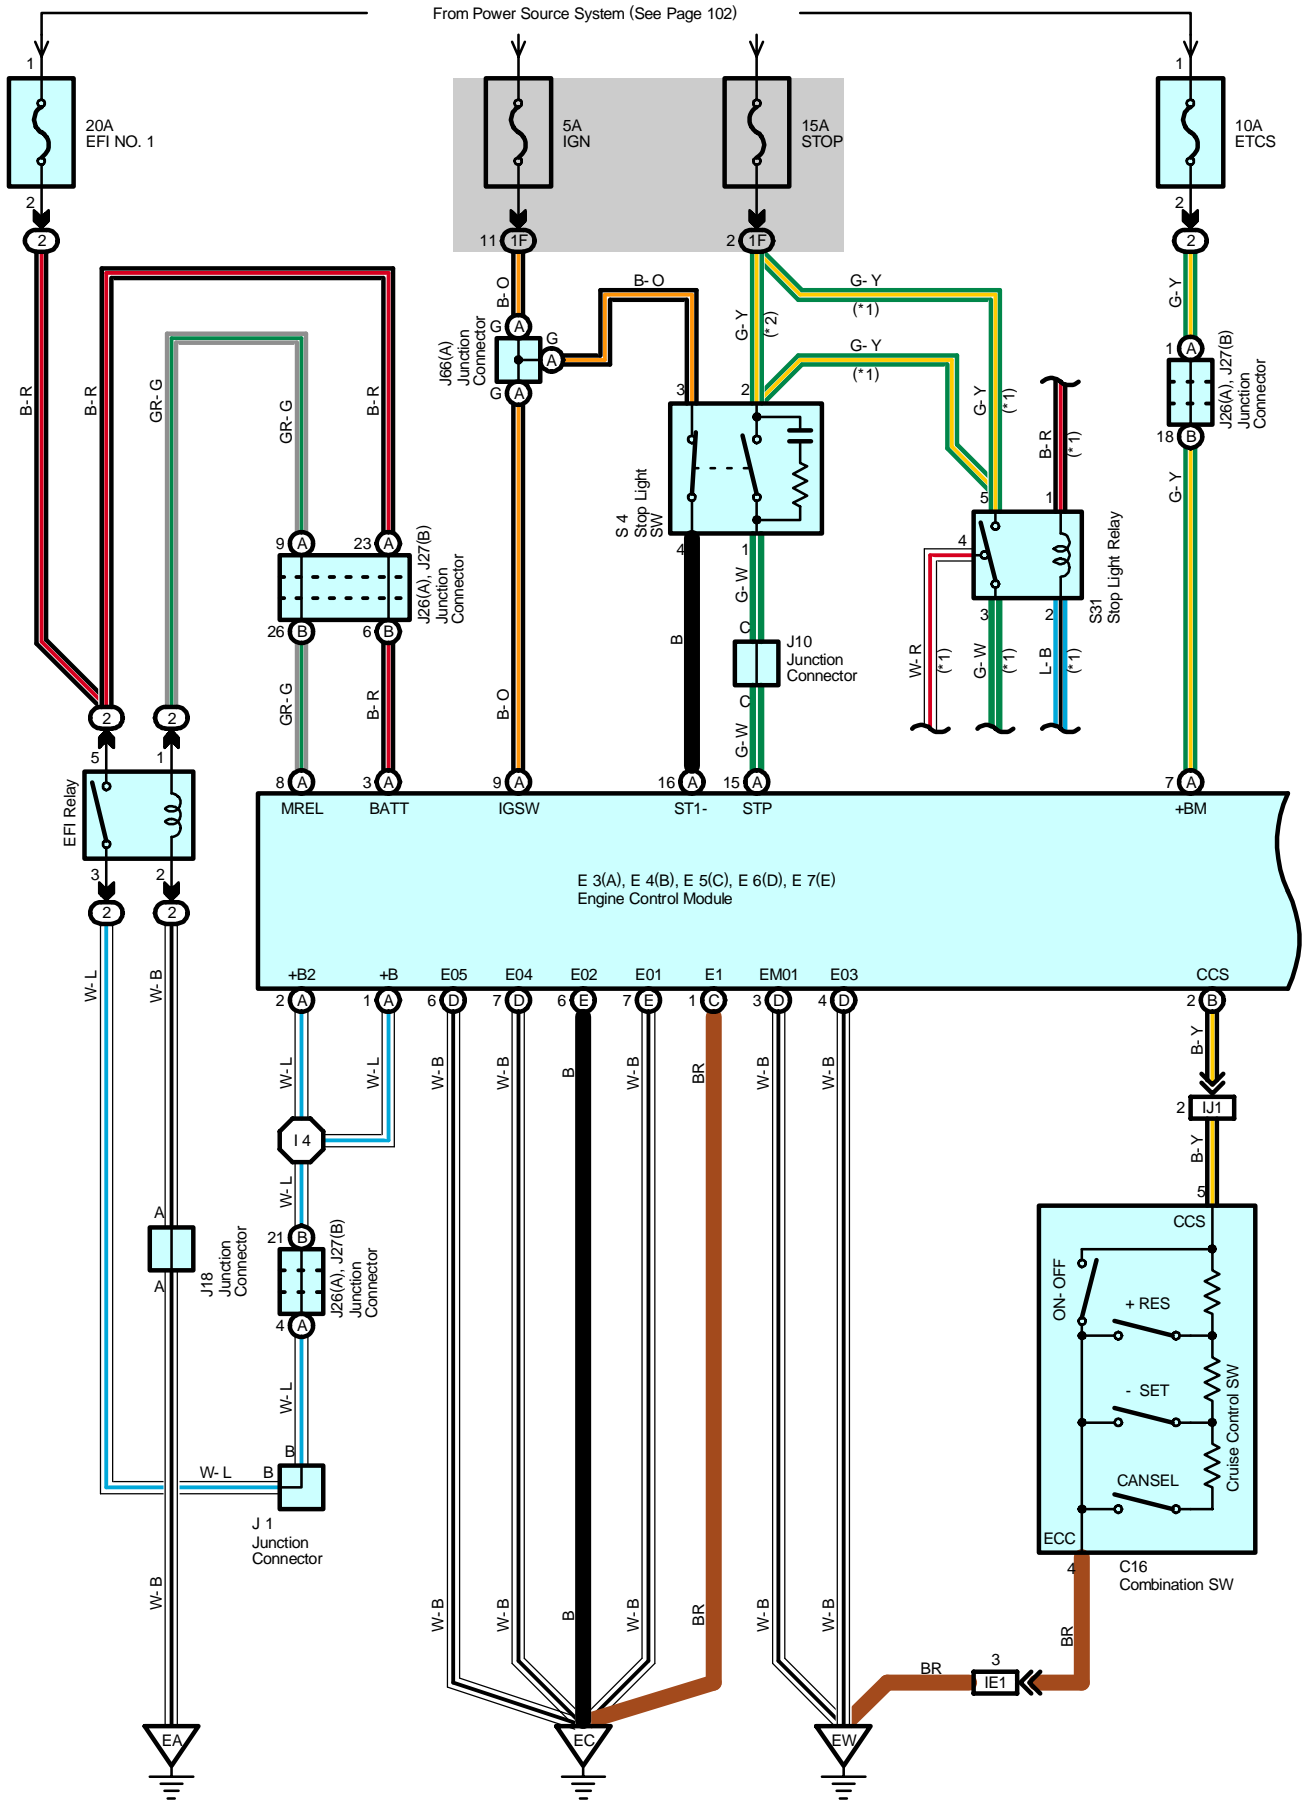 From Power Source System (See Page 102)
1
1
20A
EFI NO. 1
5A
IGN
15A
STOP
10A
ETCS
2
2
2
11
1F
2
1F
2
B- R
B- R
GR- G
GR- G
B- R
B- O
G
A
J66(A)
Junction
Connector
G
A
G
A
B- O
G- Y
(*2)
G- Y
(*1)
G- Y
(*1)
G- Y
(*1)
B- R
(*1)
G- Y
1
A
J26(A), J27(B)
Junction
Connector
18
B
G- Y
3
2
S 4
Stop Light
SW
4
1
5
1
4
3
2
S31
Stop Light Relay
9
A
23
A
J26(A), J27(B)
Junction
Connector
26
B
6
B
GR- G
B- R
B- O
B
G- W
C
J10
Junction
Connector
C
G- W
W- R
(*1)
G- W
(*1)
L- B
(*1)
2
2
5
1
EFI Relay
3
2
2
2
8
A
3
A
9
A
16
A
15
A
7
A
MREL
BATT
IGSW
ST1-
STP
+BM
E 3(A), E 4(B), E 5(C), E 6(D), E 7(E)
Engine Control Module
+B2
+B
E05
E04
E02
E01
E1
EM01
E03
CCS
2
A
1
A
6
D
7
D
6
E
7
E
1
C
3
D
4
D
2
B
W- L
W- B
W- L
W- L
W- B
W- B
B
W- B
BR
W- B
W- B
B- Y
I 4
2
IJ1
W- L
B- Y
A
A
J18
Junction
Connector
21
B
J26(A), J27(B)
Junction
Connector
4
A
W- L
B
W- L
B
J 1
Junction
Connector
5
CCS
ON- OFF
+ RES
- SET
CANSEL
Cruise Control SW
ECC
4
C16
Combination SW
W- B
W- B
W- B
B
W- B
BR
W- B
W- B
BR
BR
3
IE1
EA
EC
EW